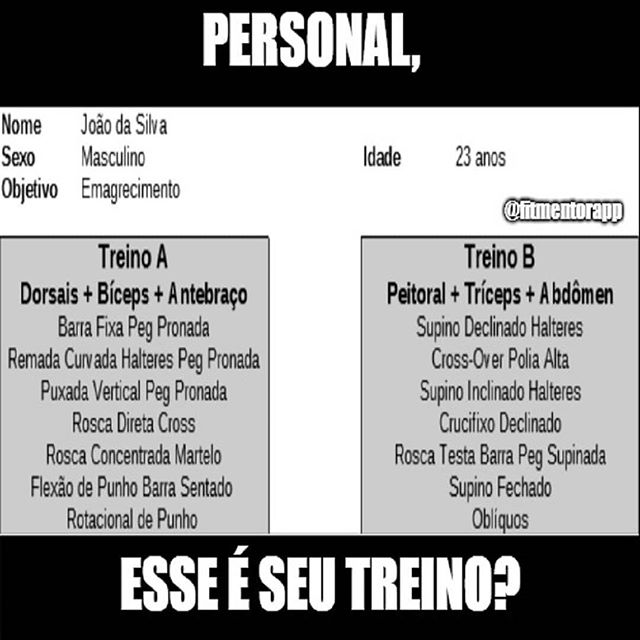 PERSONAL,
Nome João da Silva
Sexo Masculino Idade 23 anos
Objetivo Emagrecimento
@fitmentorapp
Treino A
Dorsais + Bíceps + Antebraço
Barra Fixa Peg Pronada
Remada Curvada Halteres Peg Pronada
Puxada Vertical Peg Pronada
Rosca Direta Cross
Rosca Concentrada Martelo
Flexão de Punho Barra Sentado
Rotacional de Punho
Treino B
Peitoral + Tríceps + Abdômen
Supino Declinado Halteres
Cross-Over Polia Alta
Supino Inclinado Halteres
Crucifixo Declinado
Rosca Testa Barra Peg Supinada
Supino Fechado
Oblíquos
ESSE É SEU TREINO?